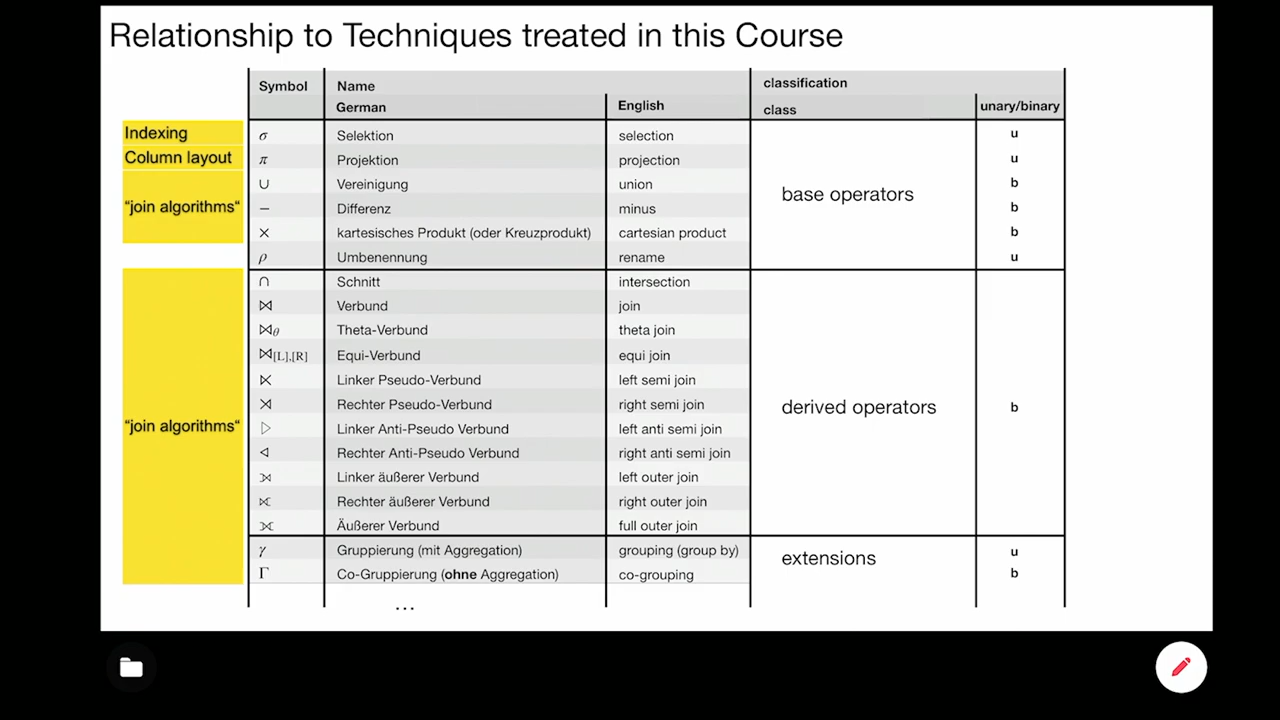 Relationship to Techniques treated in this Course
Symbol Name classification
German English class unary/binary
Indexing σ Selektion selection u
Column layout π Projektion projection u
∪ Vereinigung union base operators b
“join algorithms“ − Differenz minus b
× kartesisches Produkt (oder Kreuzprodukt) cartesian product b
ρ Umbenennung rename u
∩ Schnitt intersection
⋈ Verbund join
⋈θ Theta-Verbund theta join
⋈[L],[R] Equi-Verbund equi join
⋉ Linker Pseudo-Verbund left semi join
⋊ Rechter Pseudo-Verbund right semi join derived operators b
“join algorithms“ ▷ Linker Anti-Pseudo Verbund left anti semi join
◁ Rechter Anti-Pseudo Verbund right anti semi join
⟕ Linker äußerer Verbund left outer join
⟖ Rechter äußerer Verbund right outer join
⟗ Äußerer Verbund full outer join
γ Gruppierung (mit Aggregation) grouping (group by) extensions u
Γ Co-Gruppierung (ohne Aggregation) co-grouping b
...